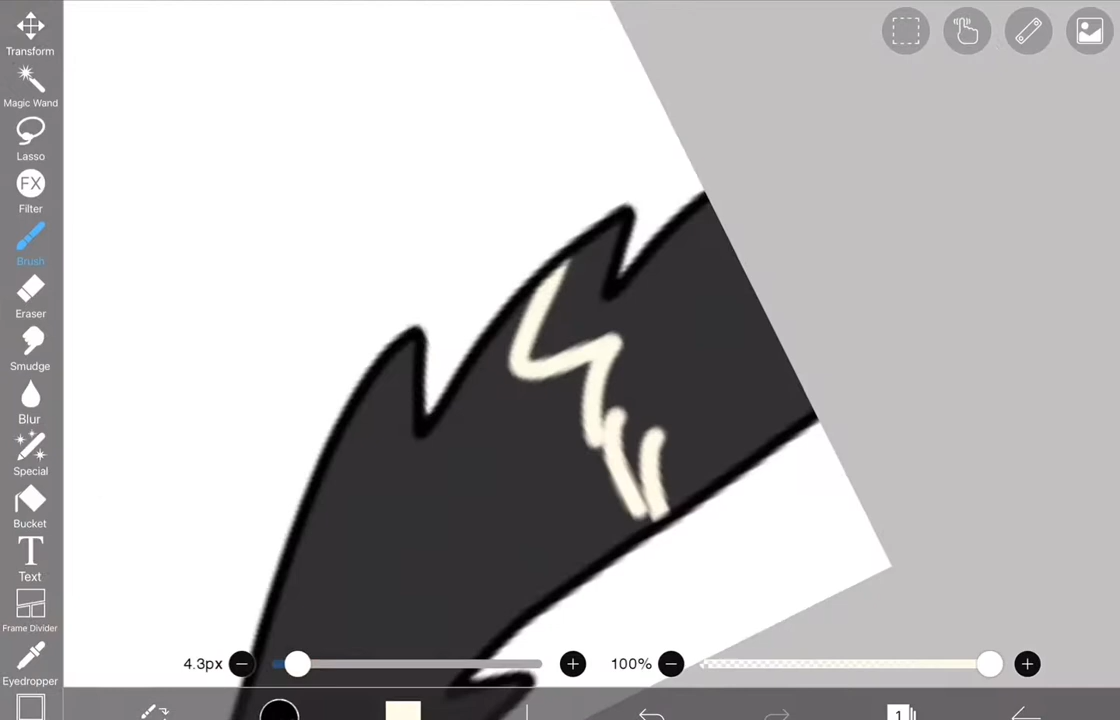 Transform
Magic Wand
Lasso
FX
Filter
Brush
Eraser
Smudge
Blur
Special
Bucket
T
Text
Frame Divider
Eyedropper
4.3px
100%
1